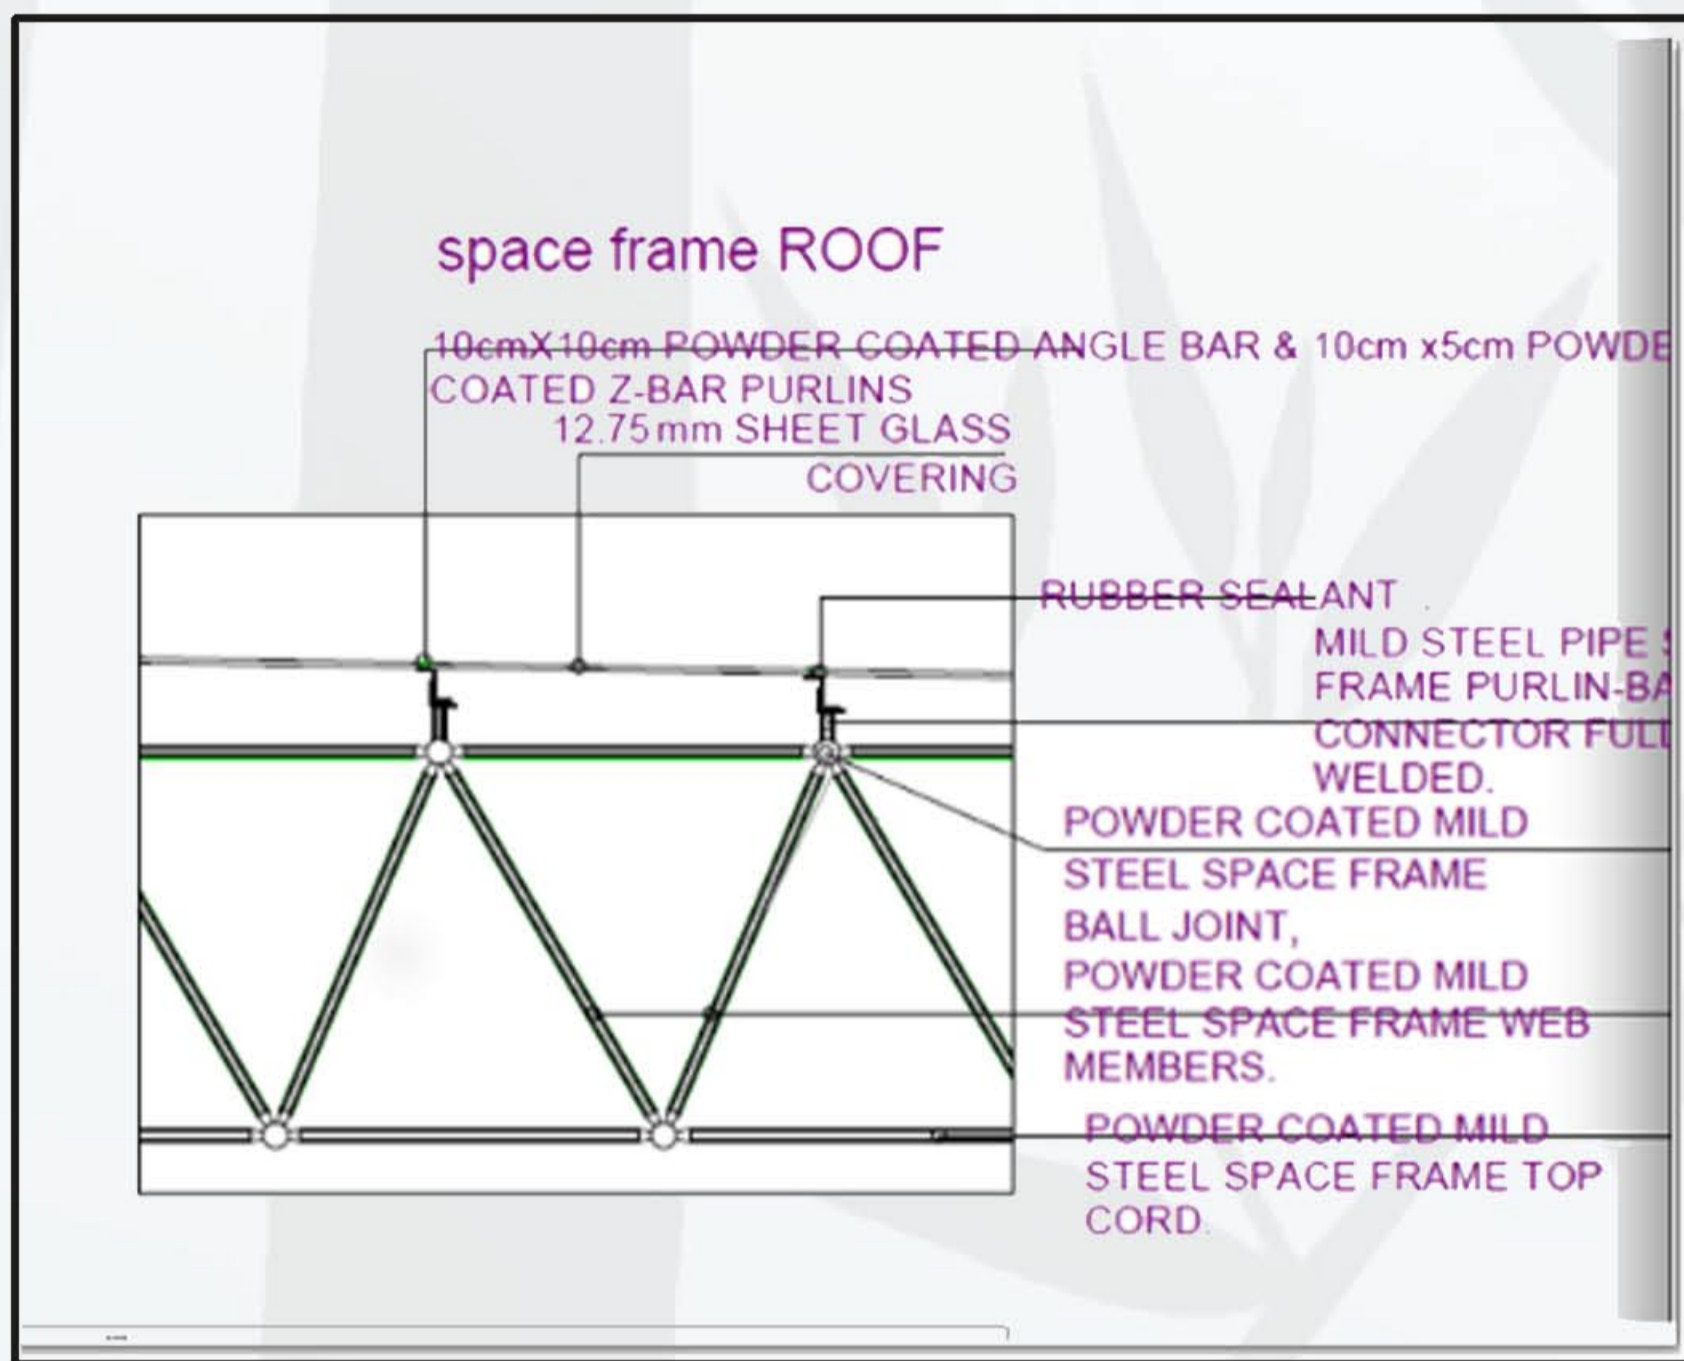 space frame ROOF
10cmX10cm POWDER COATED ANGLE BAR & 10cm x5cm POWDE
COATED Z-BAR PURLINS
12.75mm SHEET GLASS
COVERING
RUBBER SEALANT .
MILD STEEL PIPE S
FRAME PURLIN-BA
CONNECTOR FULL
WELDED.
POWDER COATED MILD
STEEL SPACE FRAME
BALL JOINT,
POWDER COATED MILD
STEEL SPACE FRAME WEB
MEMBERS.
POWDER COATED MILD
STEEL SPACE FRAME TOP
CORD.